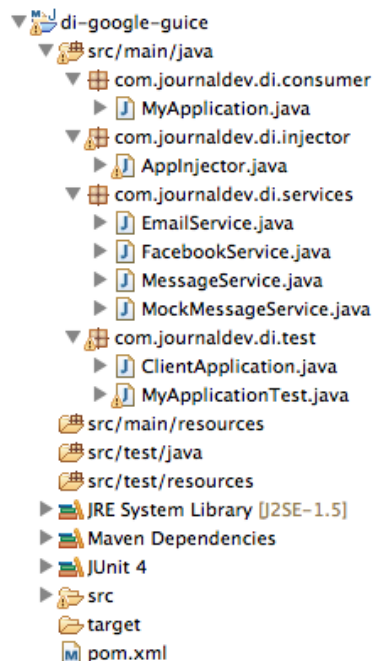 di-google-guice
src/main/java
com.journaldev.di.consumer
MyApplication.java
com.journaldev.di.injector
AppInjector.java
com.journaldev.di.services
EmailService.java
FacebookService.java
MessageService.java
MockMessageService.java
com.journaldev.di.test
ClientApplication.java
MyApplicationTest.java
src/main/resources
src/test/java
src/test/resources
JRE System Library [J2SE-1.5]
Maven Dependencies
JUnit 4
src
target
pom.xml